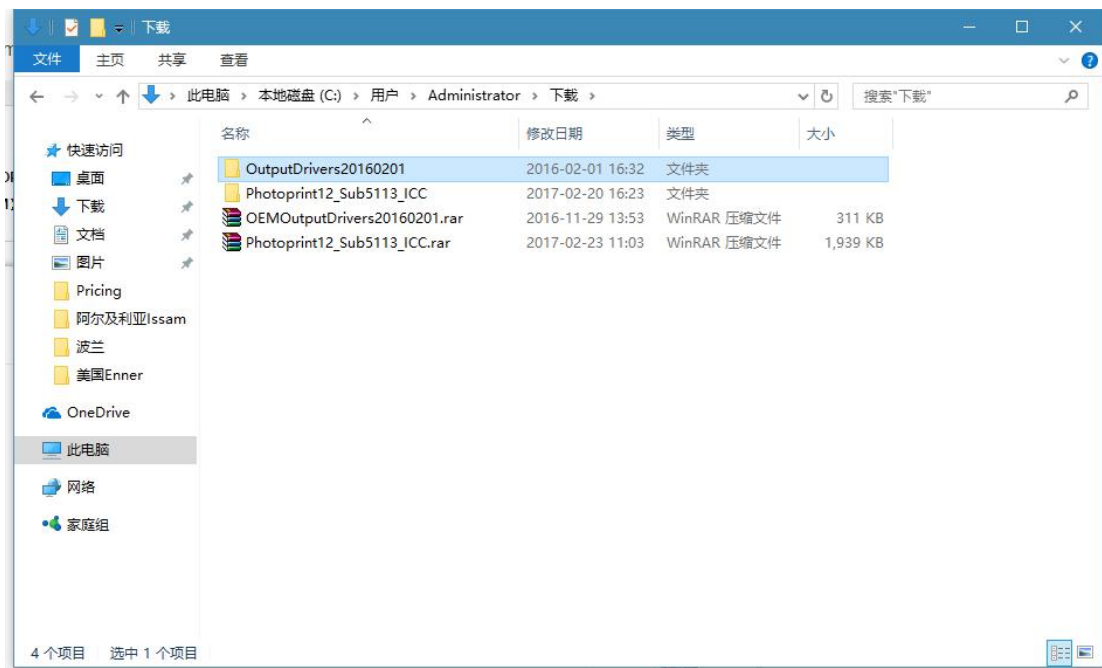 下载
文件 主页 共享 查看
此电脑 本地磁盘 (C:) 用户 Administrator 下载 搜索"下载"
名称 修改日期 类型 大小
快速访问
桌面
下载
文档
图片
Pricing
阿尔及利亚Issam
波兰
美国Enner
OneDrive
此电脑
网络
家庭组
OutputDrivers20160201 2016-02-01 16:32 文件夹
Photoprint12_Sub5113_ICC 2017-02-20 16:23 文件夹
OEMOutputDrivers20160201.rar 2016-11-29 13:53 WinRAR 压缩文件 311 KB
Photoprint12_Sub5113_ICC.rar 2017-02-23 11:03 WinRAR 压缩文件 1,939 KB
4 个项目 选中 1 个项目